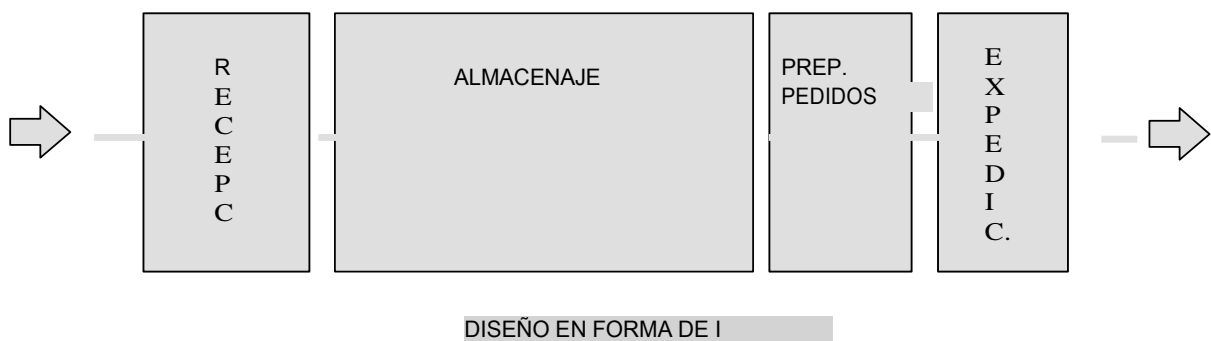 R
E
C
E
P
C
ALMACENAJE
PREP.
PEDIDOS
E
X
P
E
D
I
C.
DISEÑO EN FORMA DE I